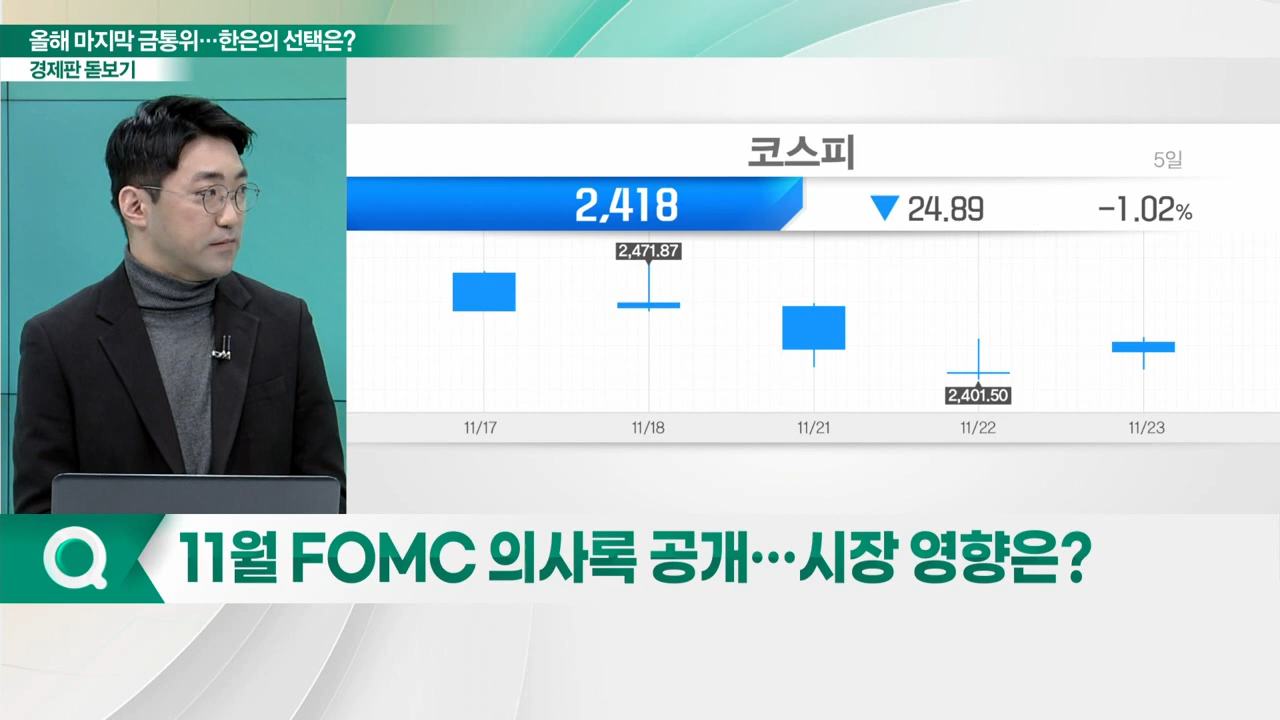 올해 마지막 금통위…한은의 선택은?
경제판 돋보기
코스피
5일
2,418 ▼ 24.89 -1.02%
2,471.87
2,401.50
11/17 11/18 11/21 11/22 11/23
11월 FOMC 의사록 공개…시장 영향은?